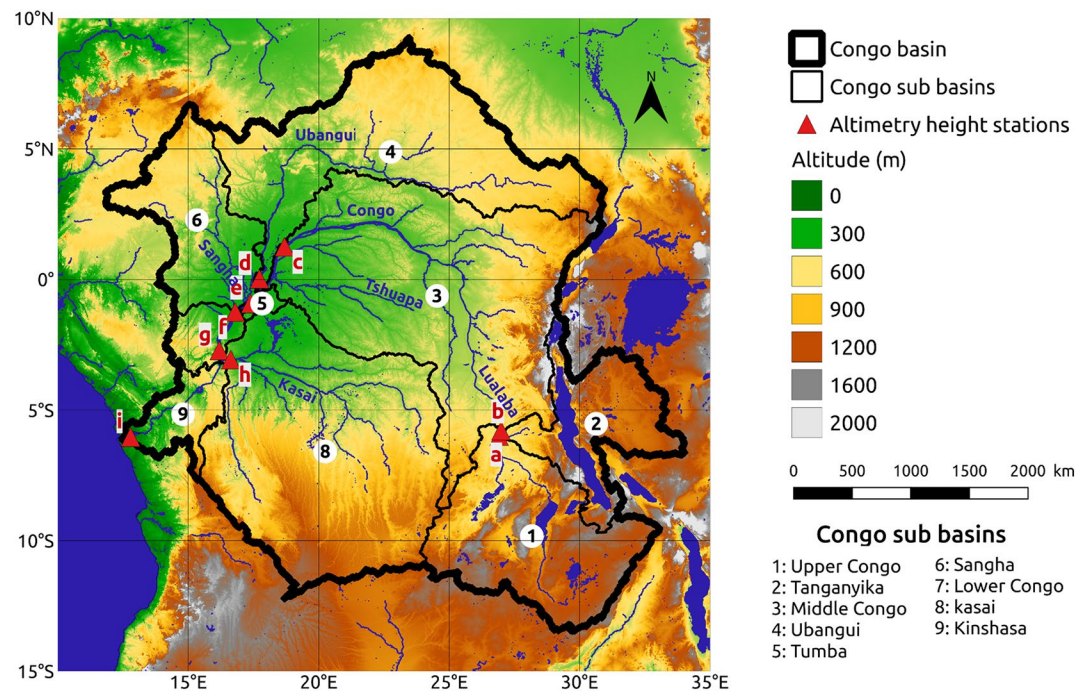 10°N
5°N
0°
5°S
10°S
15°S
15°E
20°E
25°E
30°E
35°E
Ubangui
4
6
Congo
Sangha
d
c
e
5
Tshuapa
3
f
g
h
Kasai
Lualaba
9
b
i
2
a
8
1
N
Congo basin
Congo sub basins
Altimetry height stations
Altitude (m)
0
300
600
900
1200
1600
2000
0 500 1000 1500 2000 km
Congo sub basins
1: Upper Congo
2: Tanganyika
3: Middle Congo
4: Ubangui
5: Tumba
6: Sangha
7: Lower Congo
8: kasai
9: Kinshasa